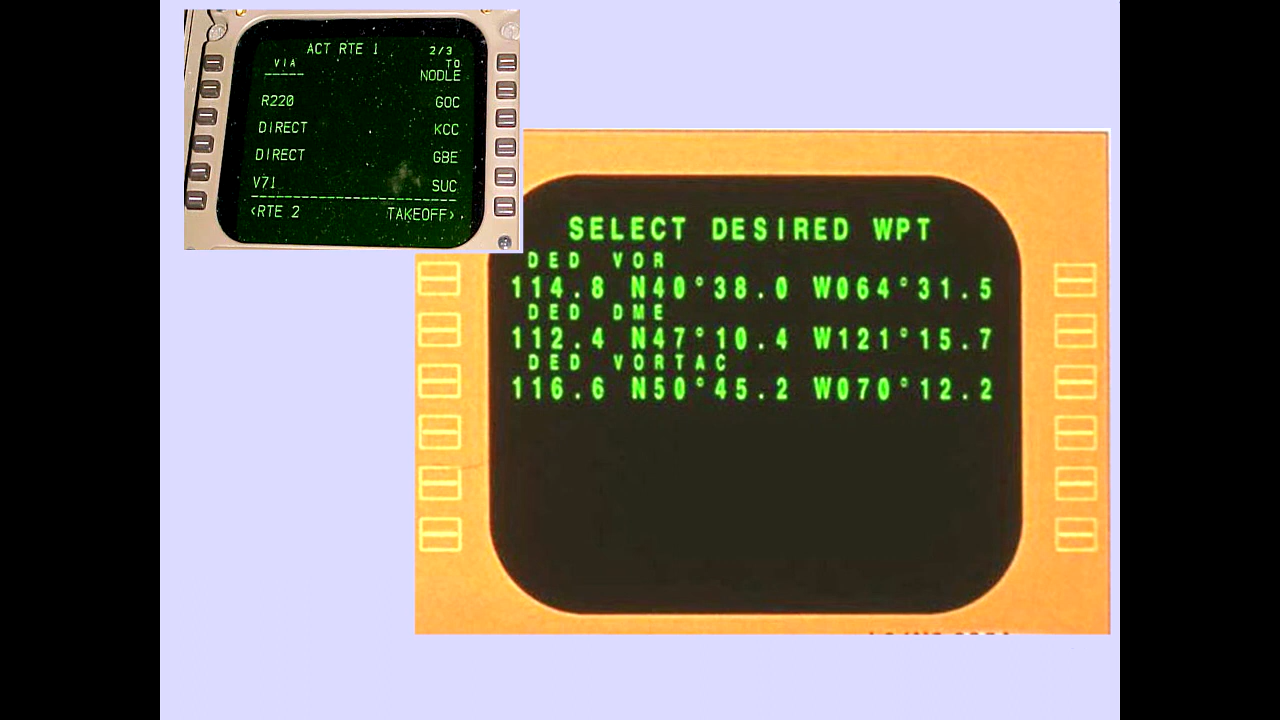 ACT RTE 1 2/3
VIA TO
----- NODLE
R220 GOC
DIRECT KCC
DIRECT GBE
V71 SUC
<RTE 2 TAKEOFF>
SELECT DESIRED WPT
DED VOR
114.8 N40°38.0 W064°31.5
DED DME
112.4 N47°10.4 W121°15.7
DED VORTAC
116.6 N50°45.2 W070°12.2